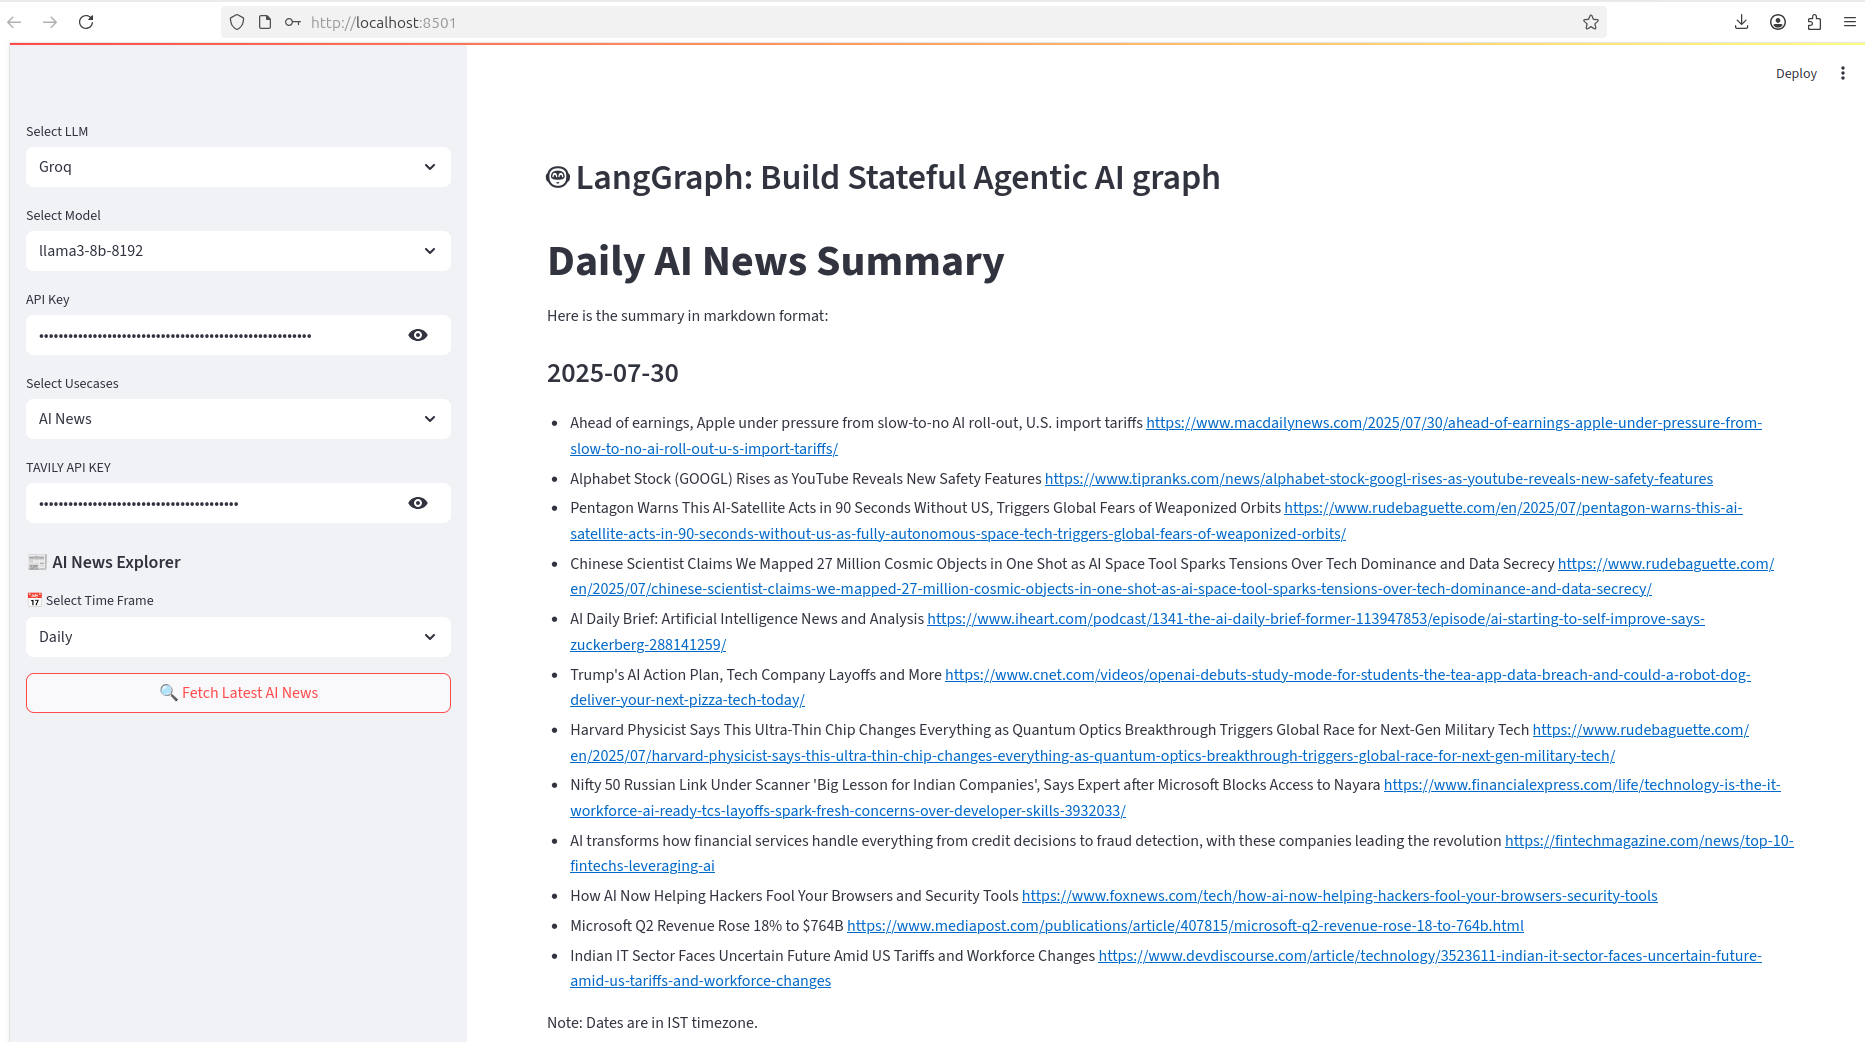 http://localhost:8501
Deploy
Select LLM
Groq
Select Model
llama3-8b-8192
API Key
••••••••••••••••••••••••••••••••••••••••••••••••••••••••
Select Usecases
AI News
TAVILY API KEY
•••••••••••••••••••••••••••••••••••••••••
📰 AI News Explorer
📅 Select Time Frame
Daily
🔍 Fetch Latest AI News
LangGraph: Build Stateful Agentic AI graph
Daily AI News Summary
Here is the summary in markdown format:
2025-07-30
• Ahead of earnings, Apple under pressure from slow-to-no AI roll-out, U.S. import tariffs https://www.macdailynews.com/2025/07/30/ahead-of-earnings-apple-under-pressure-from-
slow-to-no-ai-roll-out-u-s-import-tariffs/
• Alphabet Stock (GOOGL) Rises as YouTube Reveals New Safety Features https://www.tipranks.com/news/alphabet-stock-googl-rises-as-youtube-reveals-new-safety-features
• Pentagon Warns This AI-Satellite Acts in 90 Seconds Without US, Triggers Global Fears of Weaponized Orbits https://www.rudebaguette.com/en/2025/07/pentagon-warns-this-ai-
satellite-acts-in-90-seconds-without-us-as-fully-autonomous-space-tech-triggers-global-fears-of-weaponized-orbits/
• Chinese Scientist Claims We Mapped 27 Million Cosmic Objects in One Shot as AI Space Tool Sparks Tensions Over Tech Dominance and Data Secrecy https://www.rudebaguette.com/
en/2025/07/chinese-scientist-claims-we-mapped-27-million-cosmic-objects-in-one-shot-as-ai-space-tool-sparks-tensions-over-tech-dominance-and-data-secrecy/
• AI Daily Brief: Artificial Intelligence News and Analysis https://www.iheart.com/podcast/1341-the-ai-daily-brief-former-113947853/episode/ai-starting-to-self-improve-says-
zuckerberg-288141259/
• Trump's AI Action Plan, Tech Company Layoffs and More https://www.cnet.com/videos/openai-debuts-study-mode-for-students-the-tea-app-data-breach-and-could-a-robot-dog-
deliver-your-next-pizza-tech-today/
• Harvard Physicist Says This Ultra-Thin Chip Changes Everything as Quantum Optics Breakthrough Triggers Global Race for Next-Gen Military Tech https://www.rudebaguette.com/
en/2025/07/harvard-physicist-says-this-ultra-thin-chip-changes-everything-as-quantum-optics-breakthrough-triggers-global-race-for-next-gen-military-tech/
• Nifty 50 Russian Link Under Scanner 'Big Lesson for Indian Companies', Says Expert after Microsoft Blocks Access to Nayara https://www.financialexpress.com/life/technology-is-the-it-
workforce-ai-ready-tcs-layoffs-spark-fresh-concerns-over-developer-skills-3932033/
• AI transforms how financial services handle everything from credit decisions to fraud detection, with these companies leading the revolution https://fintechmagazine.com/news/top-10-
fintechs-leveraging-ai
• How AI Now Helping Hackers Fool Your Browsers and Security Tools https://www.foxnews.com/tech/how-ai-now-helping-hackers-fool-your-browsers-security-tools
• Microsoft Q2 Revenue Rose 18% to $764B https://www.mediapost.com/publications/article/407815/microsoft-q2-revenue-rose-18-to-764b.html
• Indian IT Sector Faces Uncertain Future Amid US Tariffs and Workforce Changes https://www.devdiscourse.com/article/technology/3523611-indian-it-sector-faces-uncertain-future-
amid-us-tariffs-and-workforce-changes
Note: Dates are in IST timezone.